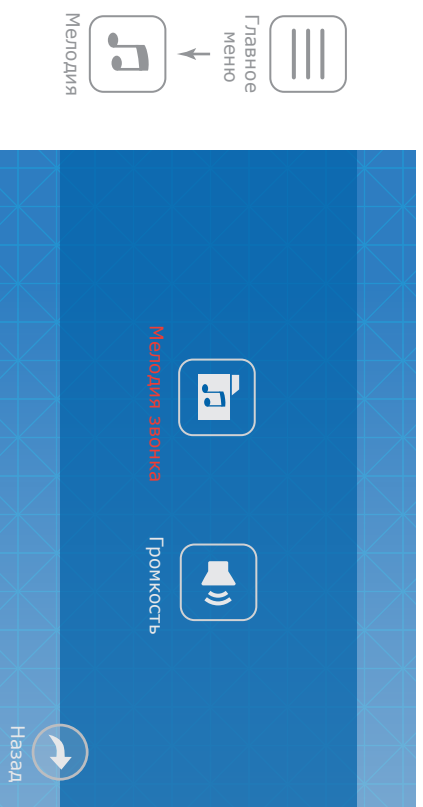 Главное
меню
Мелодия
Мелодия звонка
Громкость
Назад